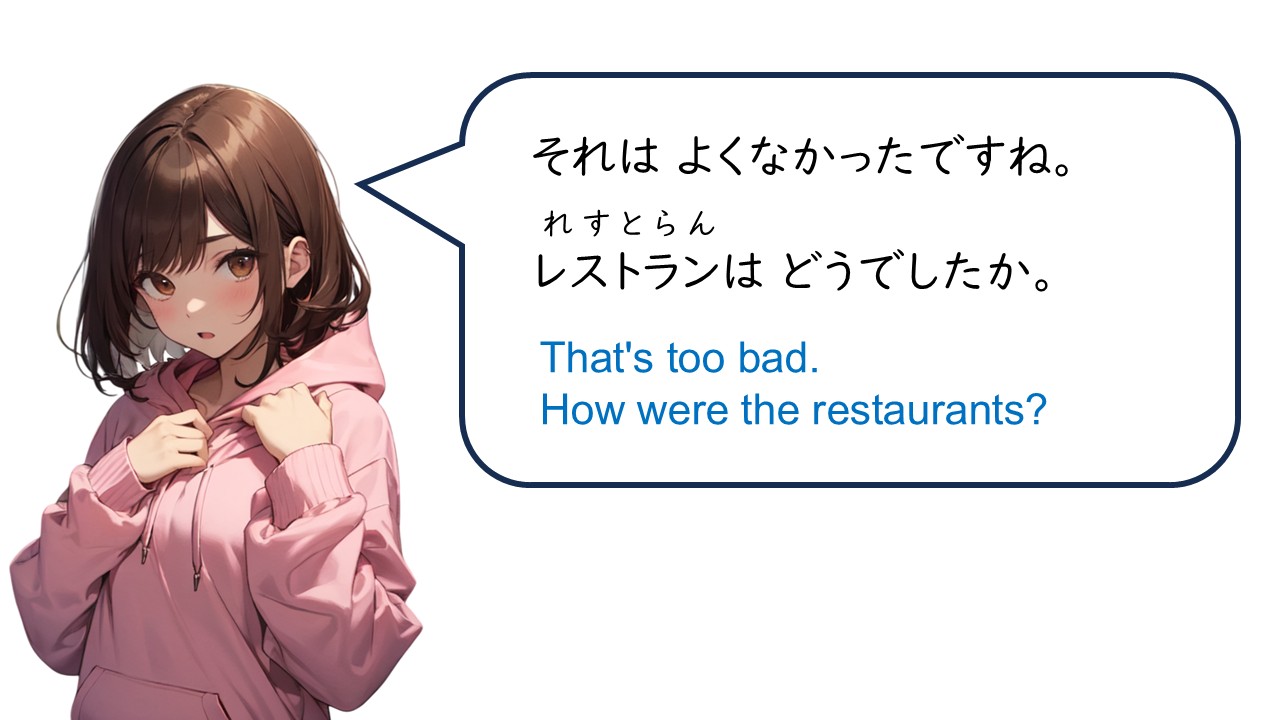 それは よくなかったですね。
れすとらん
レストランは どうでしたか。
That's too bad.
How were the restaurants?